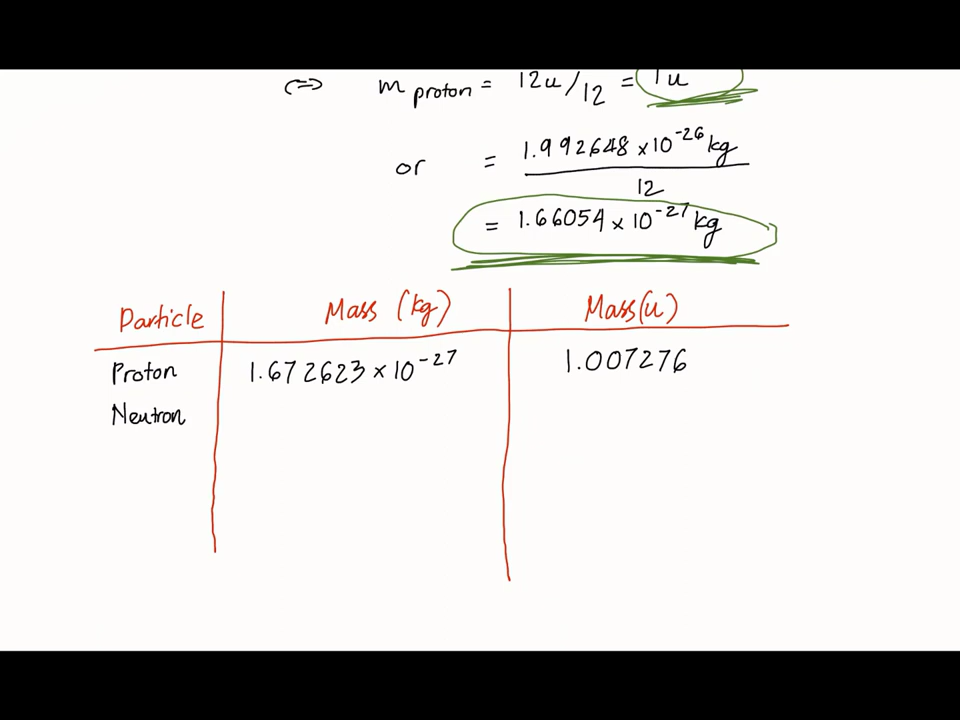 ⇔ m proton = 12u/12 = 1u
or = 1.992648 × 10⁻²⁶ kg
12
= 1.66054 × 10⁻²⁷ kg
Particle Mass (kg) Mass(u)
Proton 1.672623 × 10⁻²⁷ 1.007276
Neutron